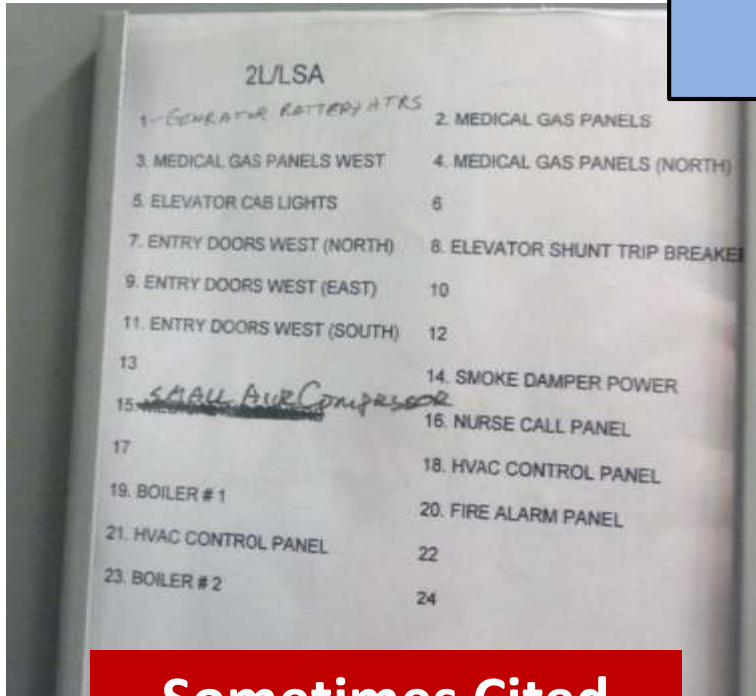 2L/LSA
1-GENRATOR BATTERY HTRS 2. MEDICAL GAS PANELS
3. MEDICAL GAS PANELS WEST 4. MEDICAL GAS PANELS (NORTH)
5. ELEVATOR CAB LIGHTS 6
7. ENTRY DOORS WEST (NORTH) 8. ELEVATOR SHUNT TRIP BREAKER
9. ENTRY DOORS WEST (EAST) 10
11. ENTRY DOORS WEST (SOUTH) 12
13 14. SMOKE DAMPER POWER
15. SMALL AIR COMPRSSOR 16. NURSE CALL PANEL
17 18. HVAC CONTROL PANEL
19. BOILER # 1 20. FIRE ALARM PANEL
21. HVAC CONTROL PANEL 22
23. BOILER # 2 24
Sometimes Cited